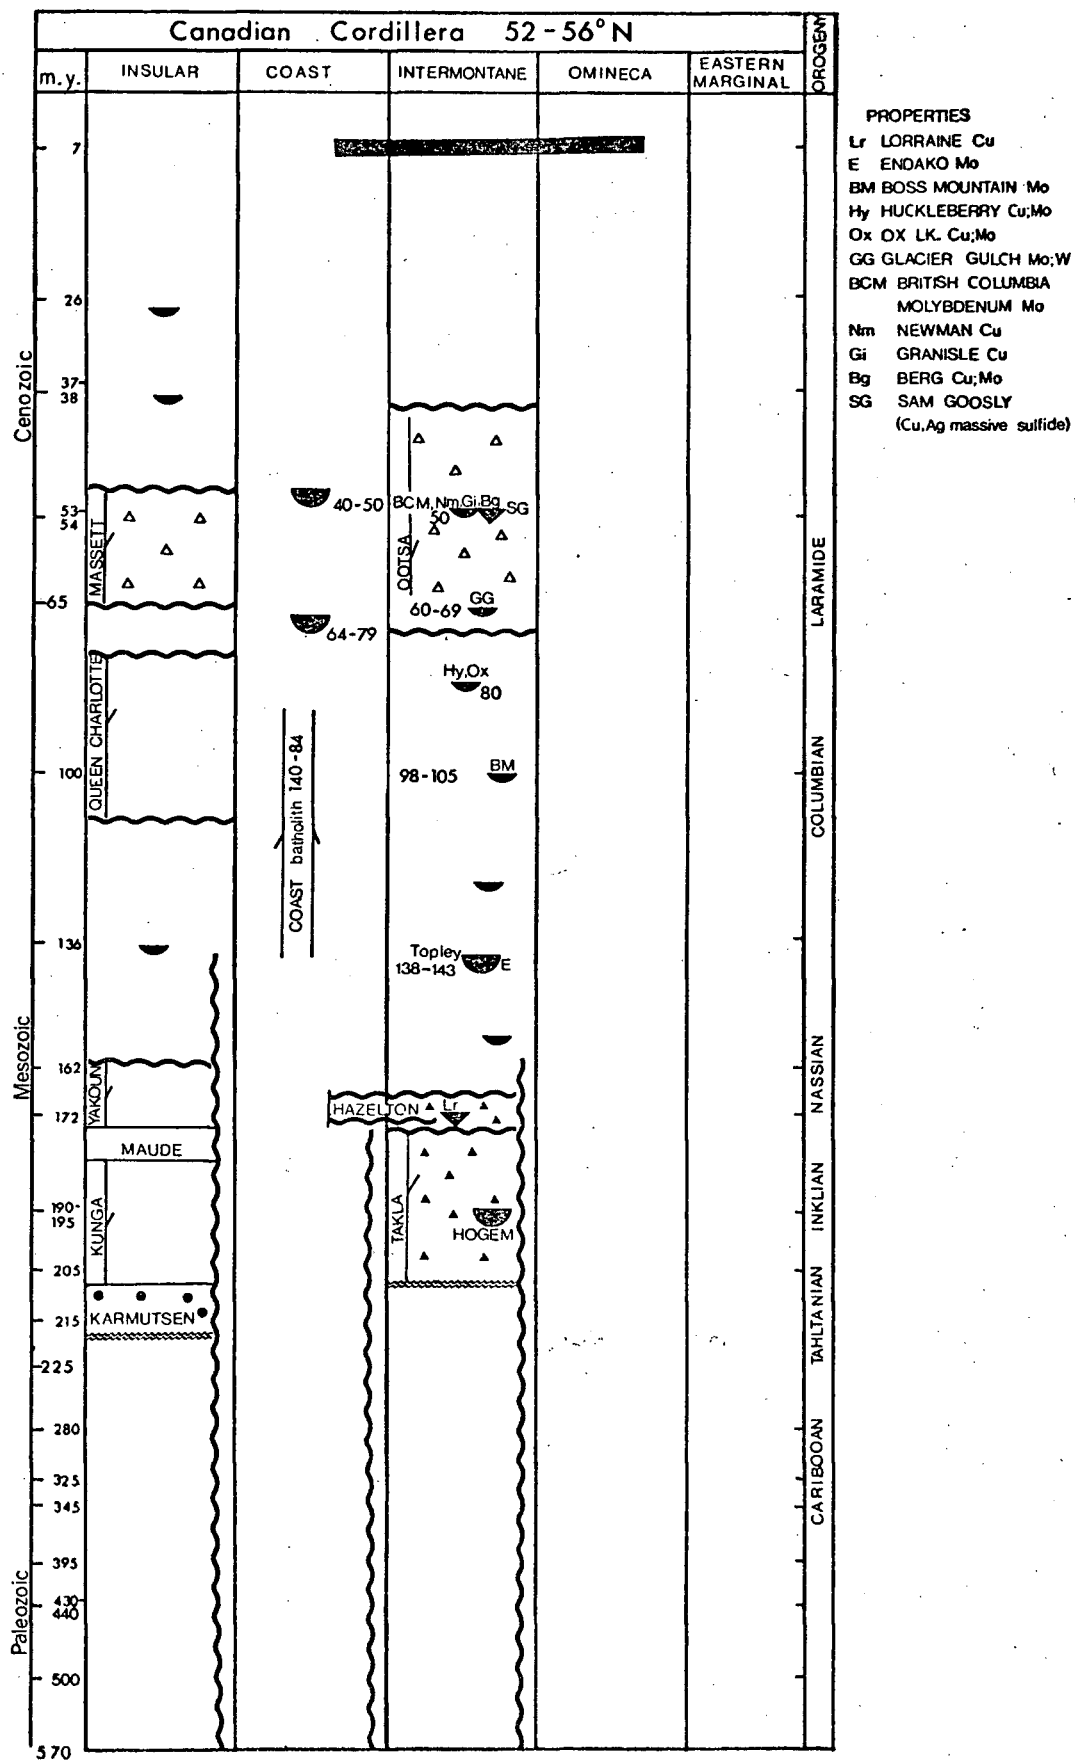 Canadian Cordillera 52-56°N
OROGENY
m.y.
INSULAR
COAST
INTERMONTANE
OMINECA
EASTERN
MARGINAL
PROPERTIES
Lr LORRAINE Cu
E ENDAKO Mo
BM BOSS MOUNTAIN Mo
Hy HUCKLEBERRY Cu;Mo
Ox OX LK. Cu;Mo
GG GLACIER GULCH Mo;W
BCM BRITISH COLUMBIA
MOLYBDENUM Mo
Nm NEWMAN Cu
Gi GRANISLE Cu
Bg BERG Cu;Mo
SG SAM GOOSLY
(Cu,Ag massive sulfide)
Cenozoic
Mesozoic
Paleozoic
7
26
37
38
53
54
65
100
136
162
172
190
195
205
215
225
280
325
345
395
430
440
500
570
MASSETT
QUEEN CHARLOTTE
YAKOUN
MAUDE
KUNGA
KARMUTSEN
40-50
64-79
COAST batholith 140-84
BCM,Nm,Gi,Bg
50
SG
OOTSA
GG
60-69
Hy,Ox
80
BM
98-105
Topley
138-143
E
HAZELTON
Lr
TAKLA
HOGEM
LARAMIDE
COLUMBIAN
NASSIAN
INKLIAN
TAHLTANIAN
CARIBOOAN